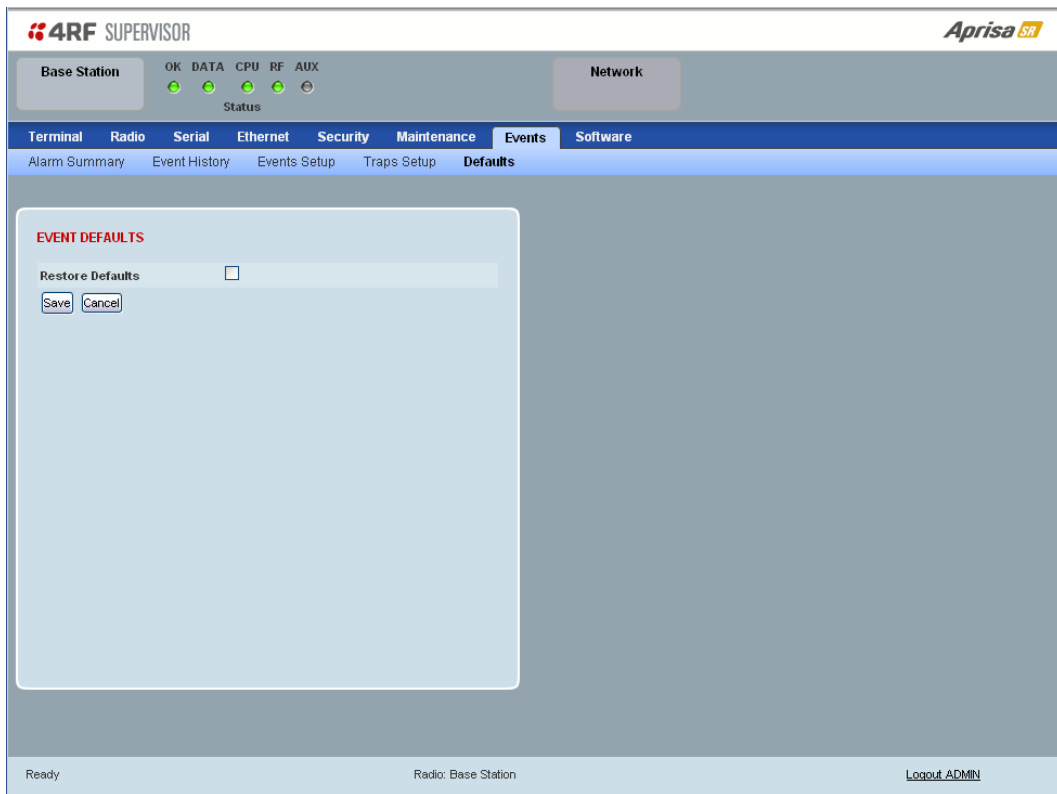 4RF SUPERVISOR
Aprisa SR
Base Station
OK DATA CPU RF AUX
Status
Network
Terminal Radio Serial Ethernet Security Maintenance Events Software
Alarm Summary Event History Events Setup Traps Setup Defaults
EVENT DEFAULTS
Restore Defaults
Save Cancel
Ready
Radio: Base Station
Logout ADMIN